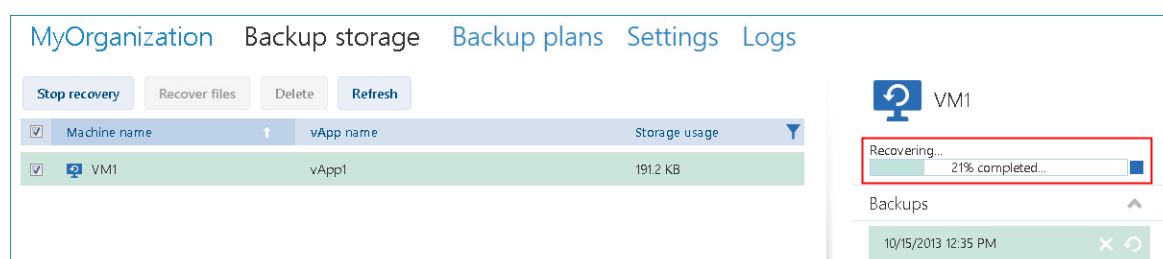 MyOrganization Backup storage Backup plans Settings Logs
Stop recovery Recover files Delete Refresh
Machine name vApp name Storage usage
VM1 vApp1 191.2 KB
VM1
Recovering...
21% completed...
Backups
10/15/2013 12:35 PM